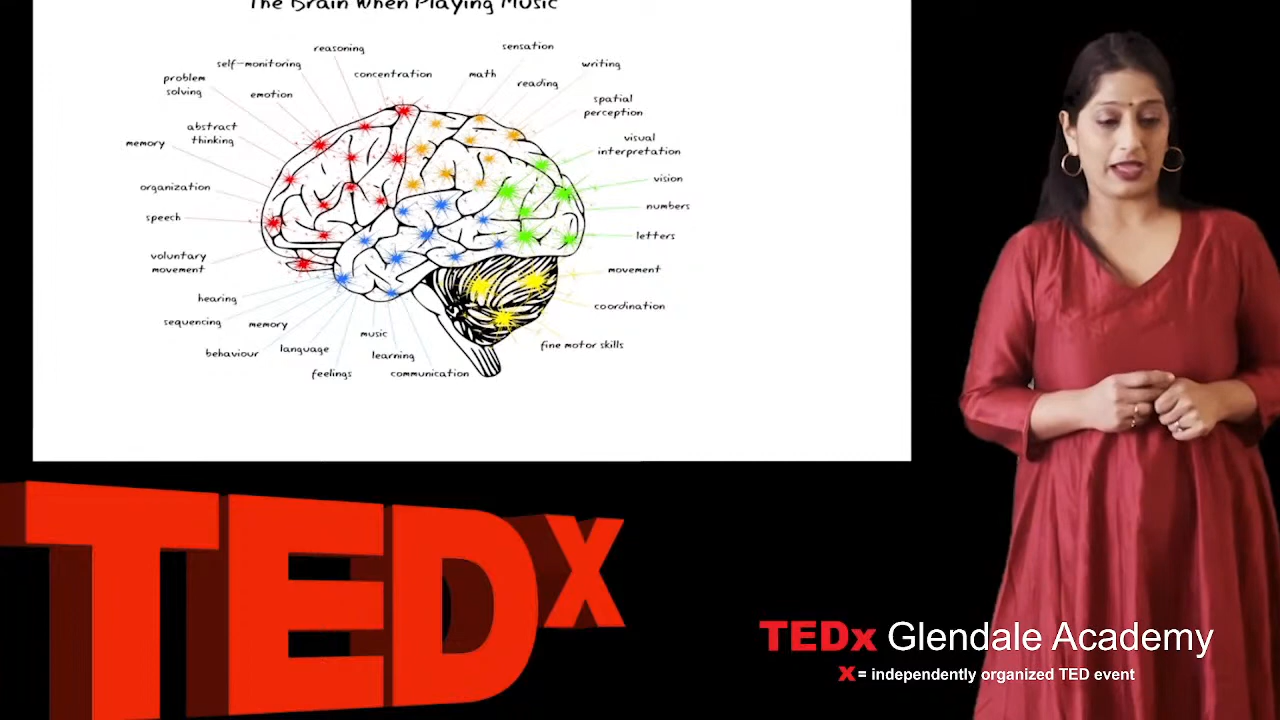 The Brain When Playing Music
reasoning
sensation
self-monitoring
writing
concentration
math
problem
solving
reading
emotion
spatial
perception
abstract
thinking
visual
interpretation
memory
vision
organization
numbers
speech
letters
voluntary
movement
movement
hearing
coordination
sequencing
memory
music
fine motor skills
behaviour
language
learning
feelings
communication
TEDx
TEDx Glendale Academy
x = independently organized TED event